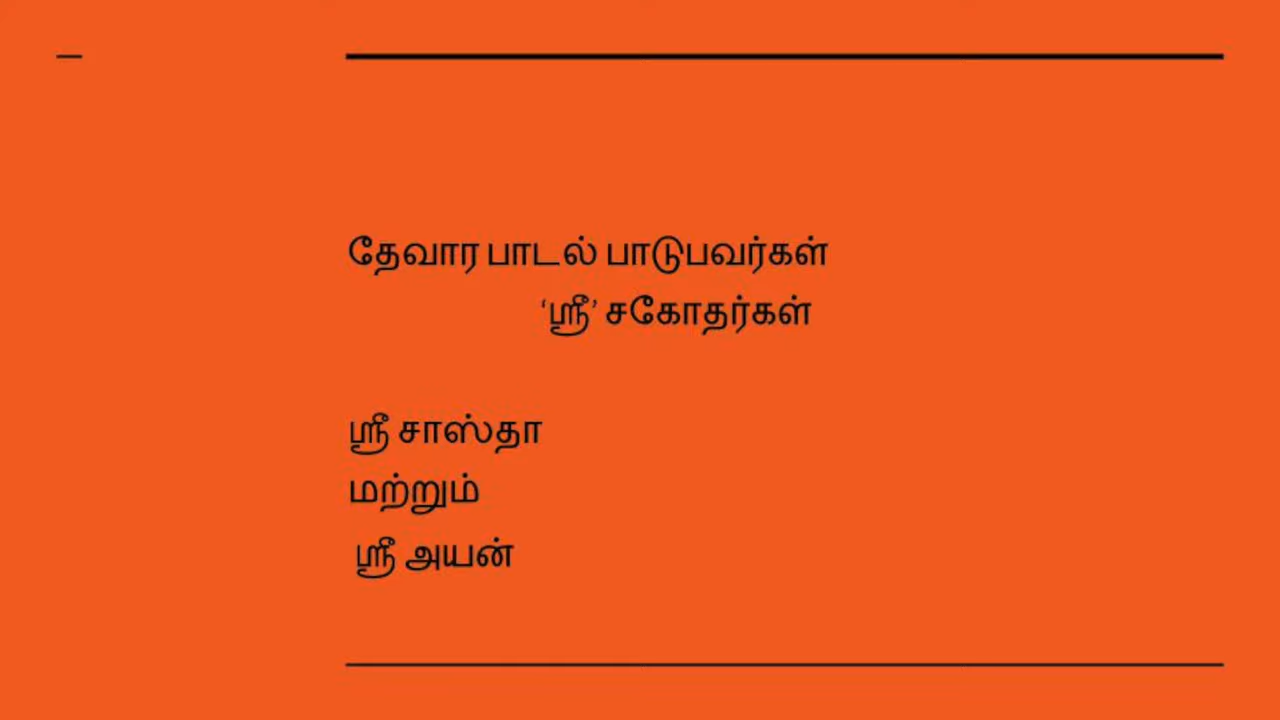 தேவார பாடல் பாடுபவர்கள்
‘ஸ்ரீ’ சகோதர்கள்
ஸ்ரீ சாஸ்தா
மற்றும்
ஸ்ரீ அயன்